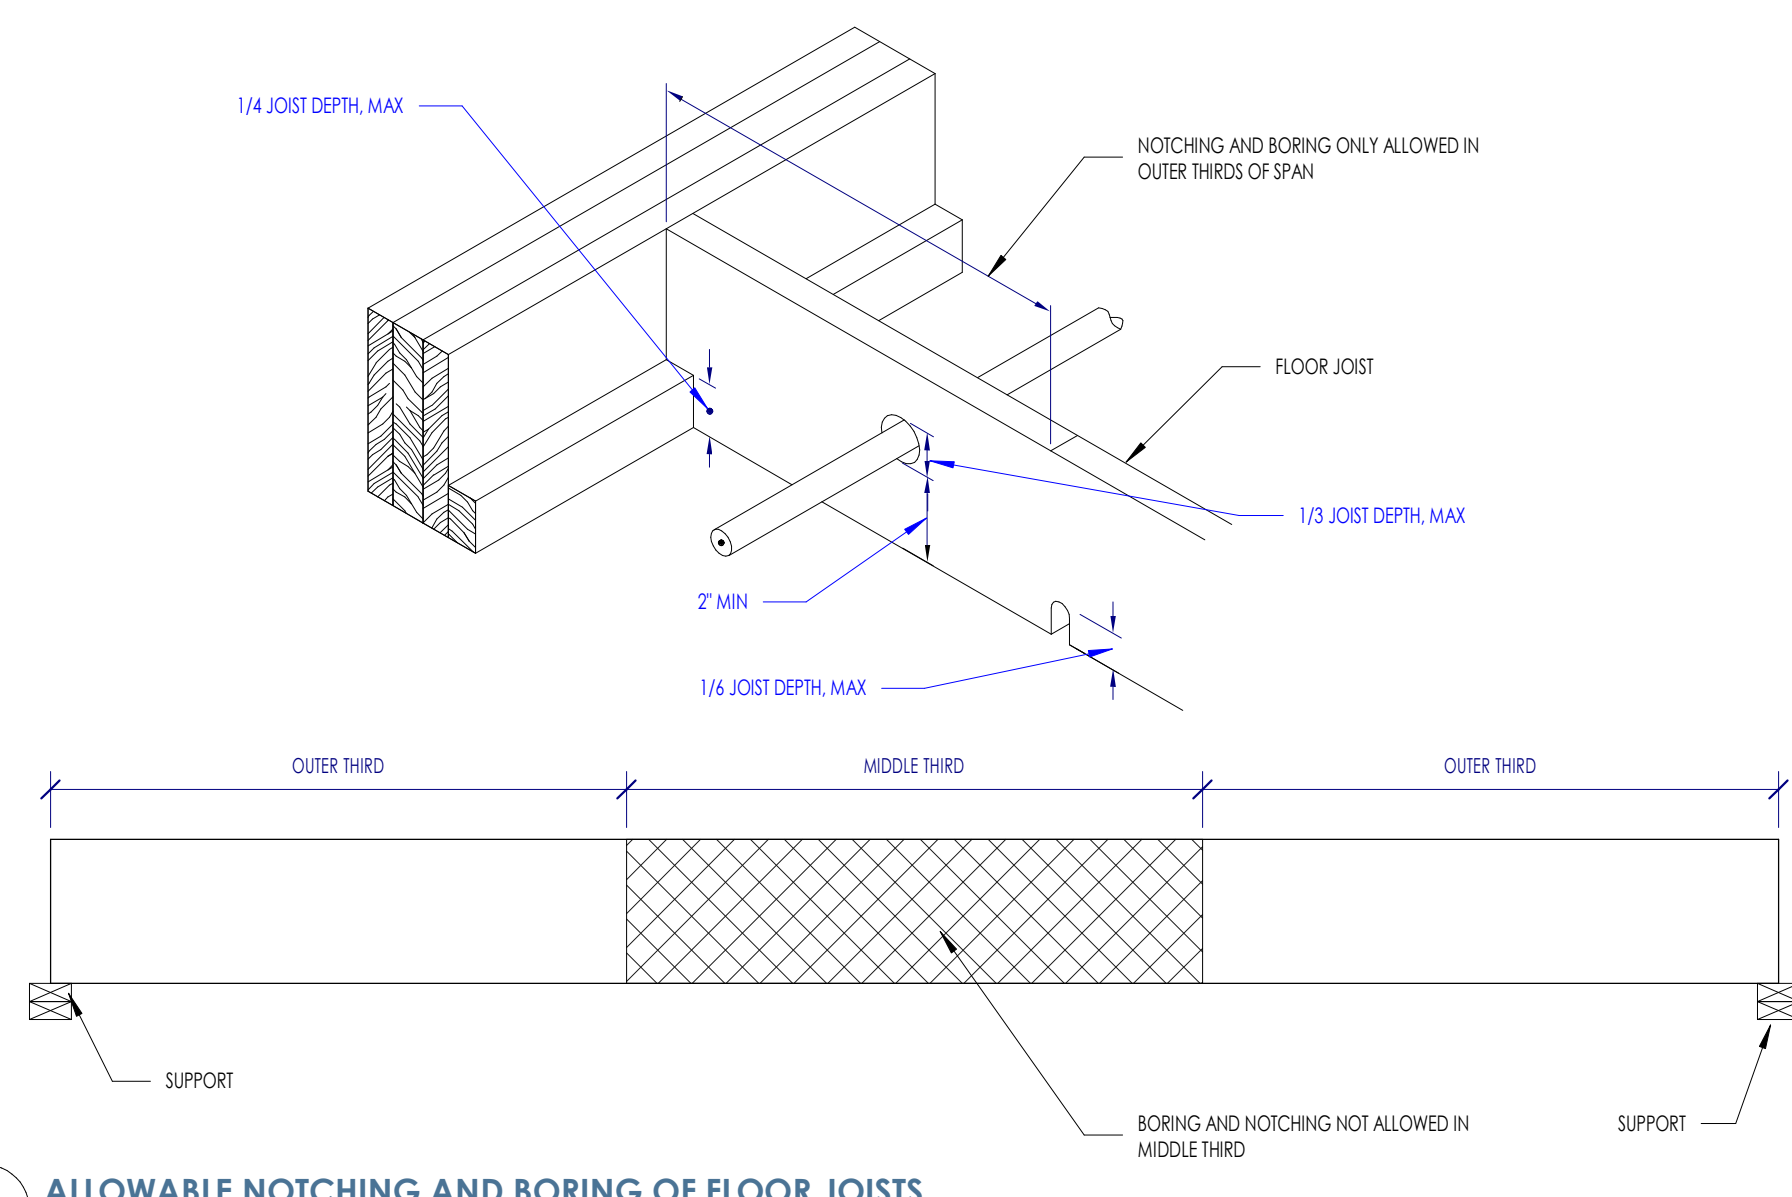 1/4 JOIST DEPTH, MAX
NOTCHING AND BORING ONLY ALLOWED IN
OUTER THIRDS OF SPAN
FLOOR JOIST
1/3 JOIST DEPTH, MAX
2" MIN
1/6 JOIST DEPTH, MAX
OUTER THIRD
MIDDLE THIRD
OUTER THIRD
SUPPORT
BORING AND NOTCHING NOT ALLOWED IN
MIDDLE THIRD
SUPPORT
ALLOWABLE NOTCHING AND BORING OF FLOOR JOISTS